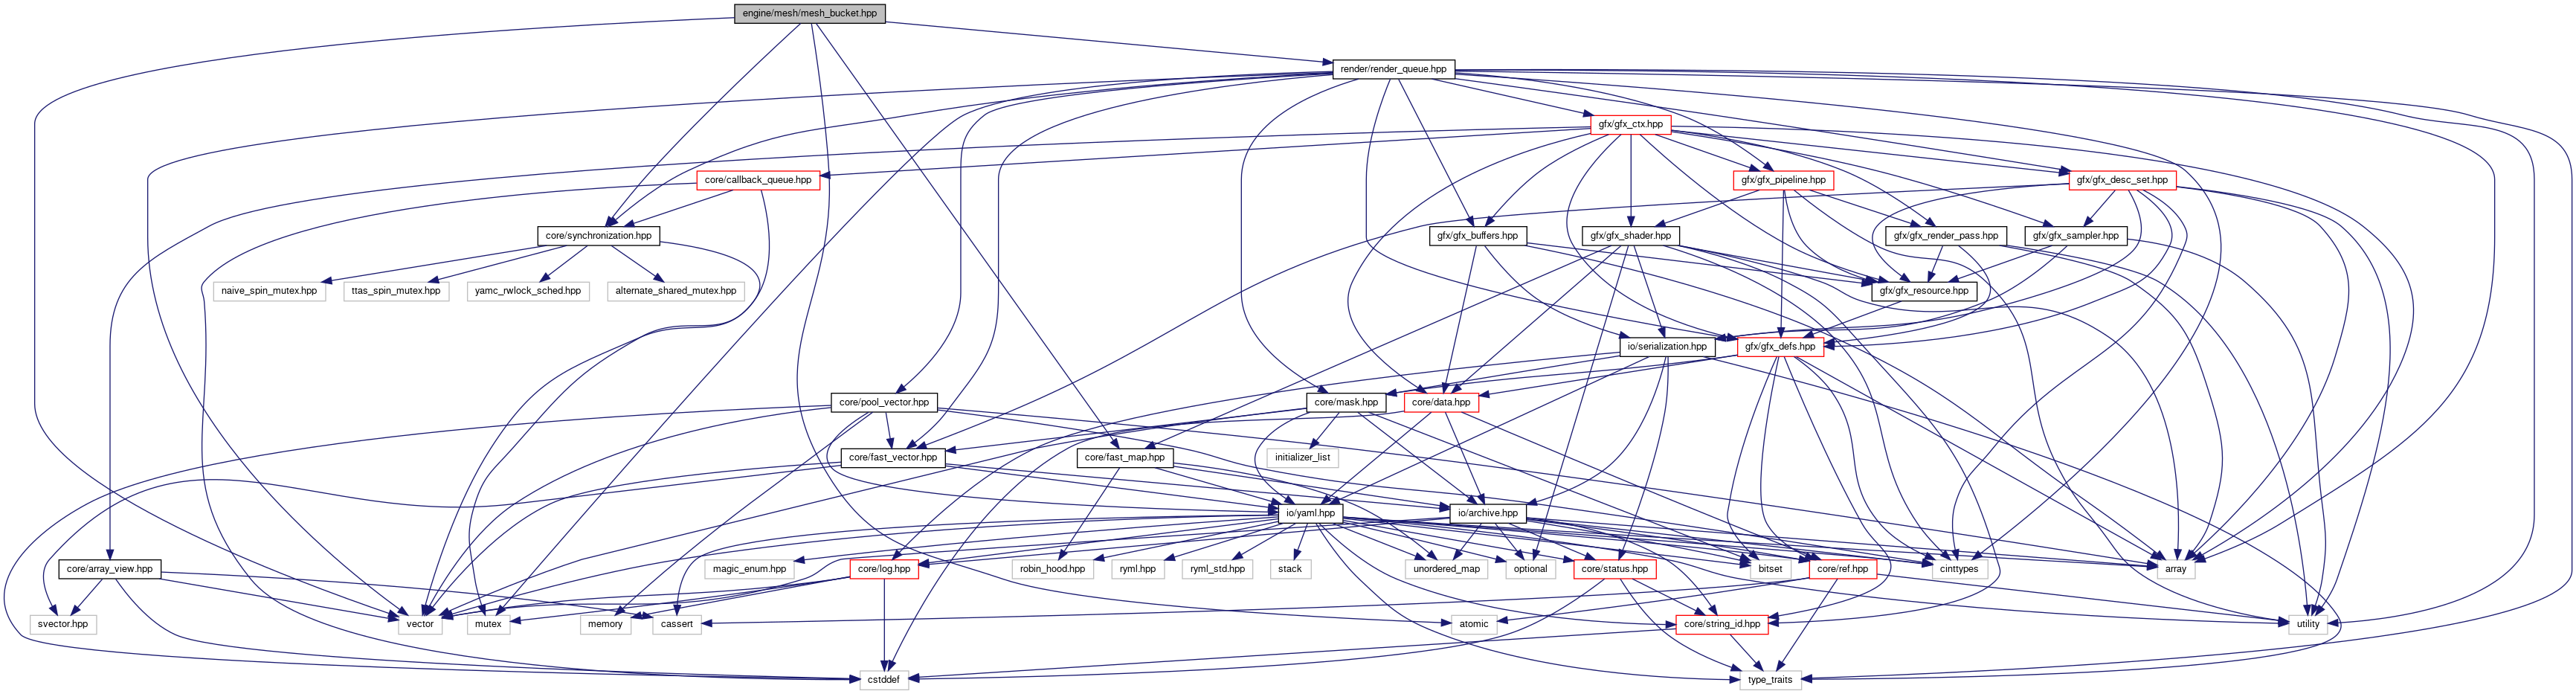 engine/mesh/mesh_bucket.hpp
render/render_queue.hpp
gfx/gfx_ctx.hpp
core/callback_queue.hpp
gfx/gfx_pipeline.hpp
gfx/gfx_desc_set.hpp
core/synchronization.hpp
gfx/gfx_buffers.hpp
gfx/gfx_shader.hpp
gfx/gfx_render_pass.hpp
gfx/gfx_sampler.hpp
naive_spin_mutex.hpp
ttas_spin_mutex.hpp
yamc_rwlock_sched.hpp
alternate_shared_mutex.hpp
gfx/gfx_resource.hpp
io/serialization.hpp
gfx/gfx_defs.hpp
core/pool_vector.hpp
core/mask.hpp
core/data.hpp
core/fast_vector.hpp
core/fast_map.hpp
initializer_list
io/yaml.hpp
io/archive.hpp
core/array_view.hpp
magic_enum.hpp
core/log.hpp
robin_hood.hpp
ryml.hpp
ryml_std.hpp
stack
unordered_map
optional
core/status.hpp
bitset
core/ref.hpp
cinttypes
array
svector.hpp
vector
mutex
memory
cassert
atomic
core/string_id.hpp
utility
cstddef
type_traits